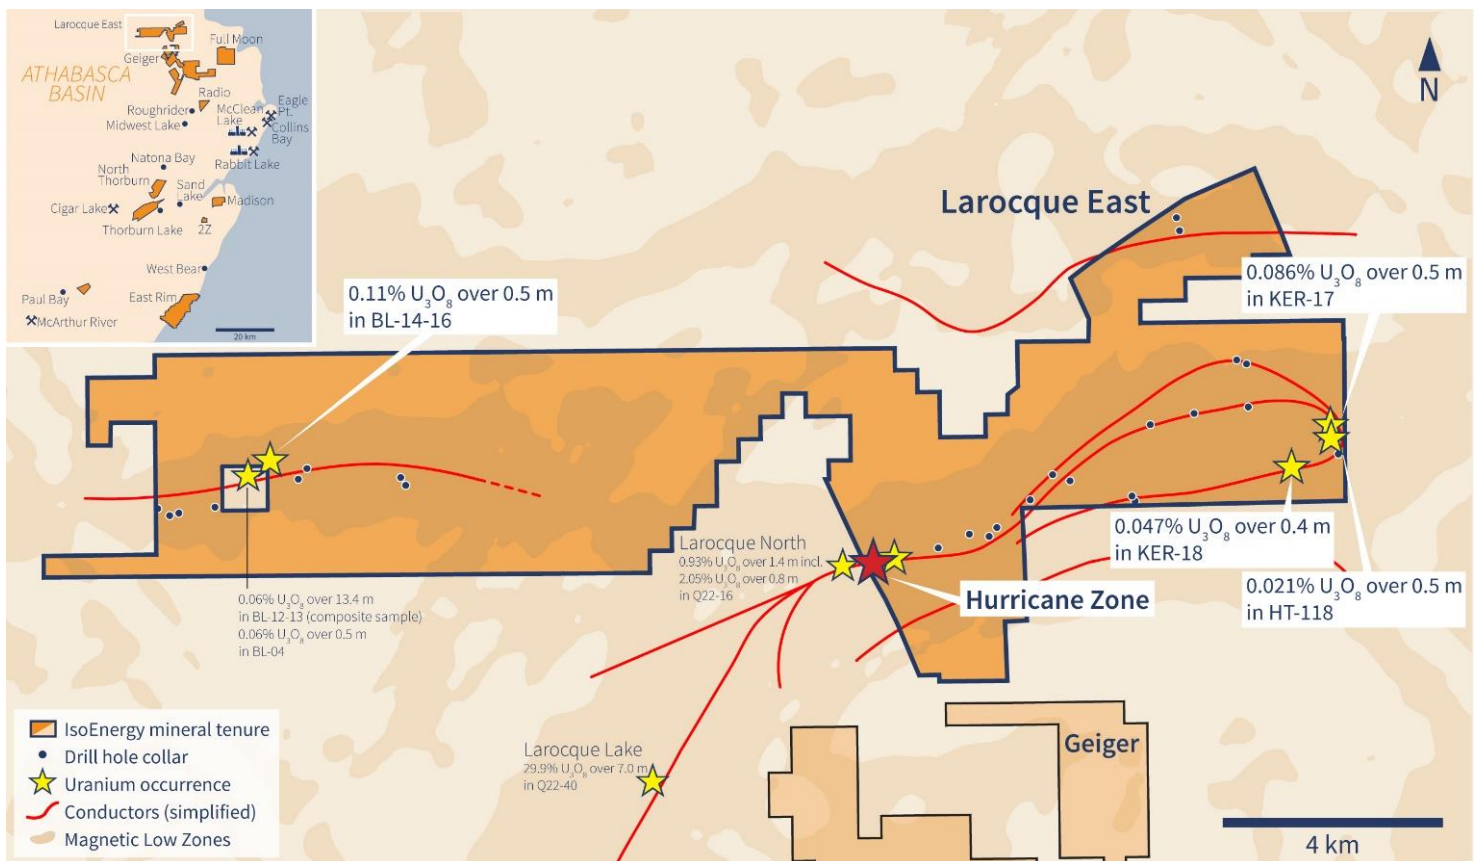 Larocque East
Full Moon
Geiger
ATHABASCA
BASIN
Radio
Roughrider
Midwest Lake
McClean
Lake
Eagle
Pt.
Collins
Bay
Rabbit Lake
Natona Bay
North
Thorburn
Sand
Lake
Madison
Cigar Lake
Thorburn Lake
2Z
West Bear
Paul Bay
East Rim
McArthur River
20 km
N
Larocque East
0.11% U3O8 over 0.5 m
in BL-14-16
0.086% U3O8 over 0.5 m
in KER-17
0.047% U3O8 over 0.4 m
in KER-18
0.021% U3O8 over 0.5 m
in HT-118
Larocque North
0.93% U3O8 over 1.4 m incl.
2.05% U3O8 over 0.8 m
in Q22-16
Hurricane Zone
0.06% U3O8 over 13.4 m
in BL-12-13 (composite sample)
0.06% U3O8 over 0.5 m
in BL-04
Larocque Lake
29.9% U3O8 over 7.0 m
in Q22-40
Geiger
IsoEnergy mineral tenure
Drill hole collar
Uranium occurrence
Conductors (simplified)
Magnetic Low Zones
4 km